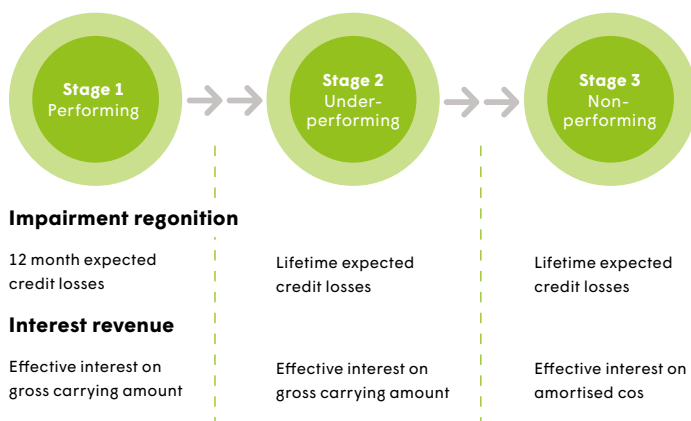 Stage 1
Performing
Stage 2
Under-
performing
Stage 3
Non-
performing
Impairment regonition
12 month expected
credit losses
Lifetime expected
credit losses
Lifetime expected
credit losses
Interest revenue
Effective interest on
gross carrying amount
Effective interest on
gross carrying amount
Effective interest on
amortised cos